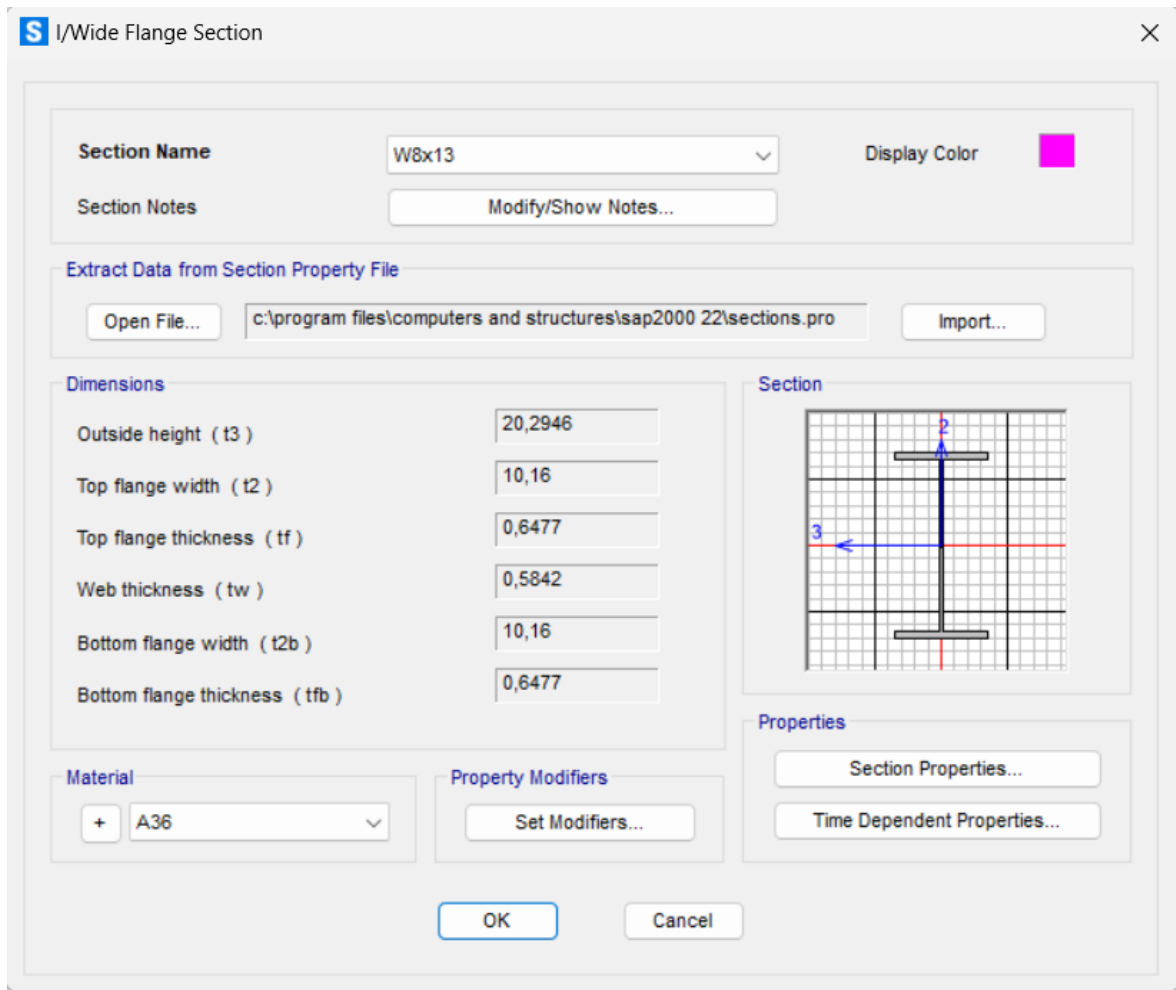 S I/Wide Flange Section
Section Name W8x13 Display Color
Section Notes Modify/Show Notes...
Extract Data from Section Property File
Open File... c:\program files\computers and structures\sap2000 22\sections.pro Import...
Dimensions
Outside height ( t3 ) 20,2946
Top flange width ( t2 ) 10,16
Top flange thickness ( tf ) 0,6477
Web thickness ( tw ) 0,5842
Bottom flange width ( t2b ) 10,16
Bottom flange thickness ( tfb ) 0,6477
Section
2
3
Material
+ A36
Property Modifiers
Set Modifiers...
Properties
Section Properties...
Time Dependent Properties...
OK Cancel